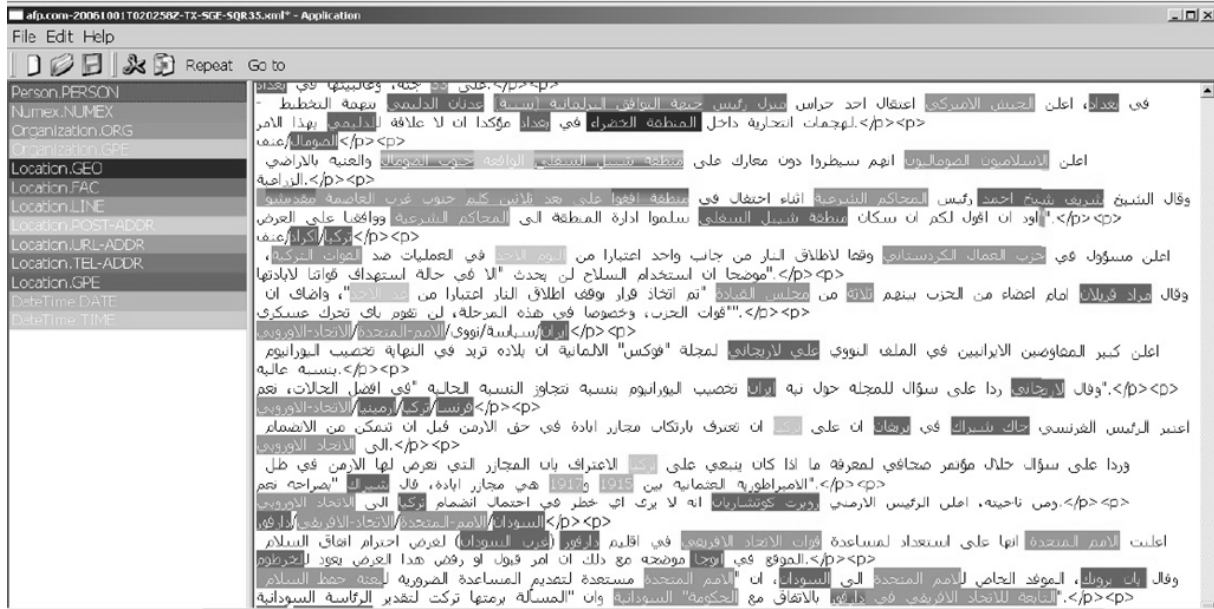 afp.com-20061001T020258Z-TX-SGE-SQR35.xml* - Application
File Edit Help
Repeat Go to
Person.PERSON
Numex.NUMEX
Organization.ORG
Organization.GPE
Location.GEO
Location.FAC
Location.LINE
Location.POST-ADDR
Location.URL-ADDR
Location.TEL-ADDR
Location.GPE
DateTime.DATE
DateTime.TIME
على 35 جثة، وغالبيتها في بغداد.</p><p>
في بغداد، اعلن الجيش الاميركي اعتقال احد حراس منزل رئيس جبهة التوافق البرلمانية (سنية) عدنان الدليمي بتهمة التخطيط -
لهجمات انتحارية داخل المنطقة الخضراء في بغداد مؤكدا ان لا علاقة للدليمي بهذا الامر.</p><p>
الصومال/عنف</p><p>
اعلن الاسلاميون الصوماليون انهم سيطروا دون معارك على منطقة شبيل السفلى الواقعة جنوب الصومال والغنية بالاراضي
الزراعية.</p><p>
وقال الشيخ شريف شيخ احمد رئيس المحاكم الشرعية اثناء احتفال في منطقة افغوا على بعد ثلاثين كلم جنوب غرب العاصمة مقديشو
"اود ان اقول لكم ان سكان منطقة شبيل السفلى سلموا ادارة المنطقة الى المحاكم الشرعية ووافقنا على العرض".</p><p>
تركيا/اكراد/عنف</p><p>
اعلن مسؤول في حزب العمال الكردستاني وقفا لاطلاق النار من جانب واحد اعتبارا من اليوم الاحد في العمليات ضد القوات التركية،
موضحا ان استخدام السلاح لن يحدث "الا في حالة استهداف قواتنا لابادتها".</p><p>
وقال مراد قريلان امام اعضاء من الحزب بينهم ثلاثة من مجلس القيادة "تم اتخاذ قرار وقف اطلاق النار اعتبارا من غد الاحد"، واضاف ان
"قوات الحزب، وخصوصا في هذه المرحلة، لن تقوم باي تحرك عسكري".</p><p>
ايران/سياسة/نووي/الامم-المتحدة/الاتحاد-الاوروبي</p><p>
اعلن كبير المفاوضين الايرانيين في الملف النووي علي لاريجاني لمجلة "فوكس" الالمانية ان بلاده تريد في النهاية تخصيب اليورانيوم
بنسبة عالية.</p><p>
وقال لاريجاني ردا على سؤال للمجلة حول نية ايران تخصيب اليورانيوم بنسبة تتجاوز النسبة الحالية "في افضل الحالات، نعم".</p><p>
فرنسا/تركيا/ارمينيا/الاتحاد-الاوروبي</p><p>
اعتبر الرئيس الفرنسي جاك شيراك في يريفان ان على تركيا ان تعترف بارتكاب مجازر ابادة في حق الارمن قبل ان تتمكن من الانضمام
الى الاتحاد الاوروبي.</p><p>
وردا على سؤال خلال مؤتمر صحافي لمعرفة ما اذا كان ينبغي على تركيا الاعتراف بان المجازر التي تعرض لها الارمن في ظل
الامبراطورية العثمانية بين 1915 و1917 هي مجازر ابادة، قال شيراك "بصراحة نعم".</p><p>
ومن ناحيته، اعلن الرئيس الارمني روبرت كوتشاريان انه لا يرى اي خطر في احتمال انضمام تركيا الى الاتحاد الاوروبي.</p><p>
السودان/الامم-المتحدة/الاتحاد-الافريقي/دارفور</p><p>
اعلنت الامم المتحدة انها على استعداد لمساعدة قوات الاتحاد الافريقي في اقليم دارفور (غرب السودان) لغرض احترام اتفاق السلام
الموقع في ابوجا موضحة مع ذلك ان امر قبول او رفض هذا العرض يعود للخرطوم.</p><p>
وقال يان برونك، الموفد الخاص للامم المتحدة الى السودان، ان "الامم المتحدة مستعدة لتقديم المساعدة الضرورية لبعثة حفظ السلام
التابعة للاتحاد الافريقي في دارفور بالاتفاق مع الحكومة" السودانية وان "المسألة برمتها تركت لتقدير الرئاسة السودانية".</p><p>